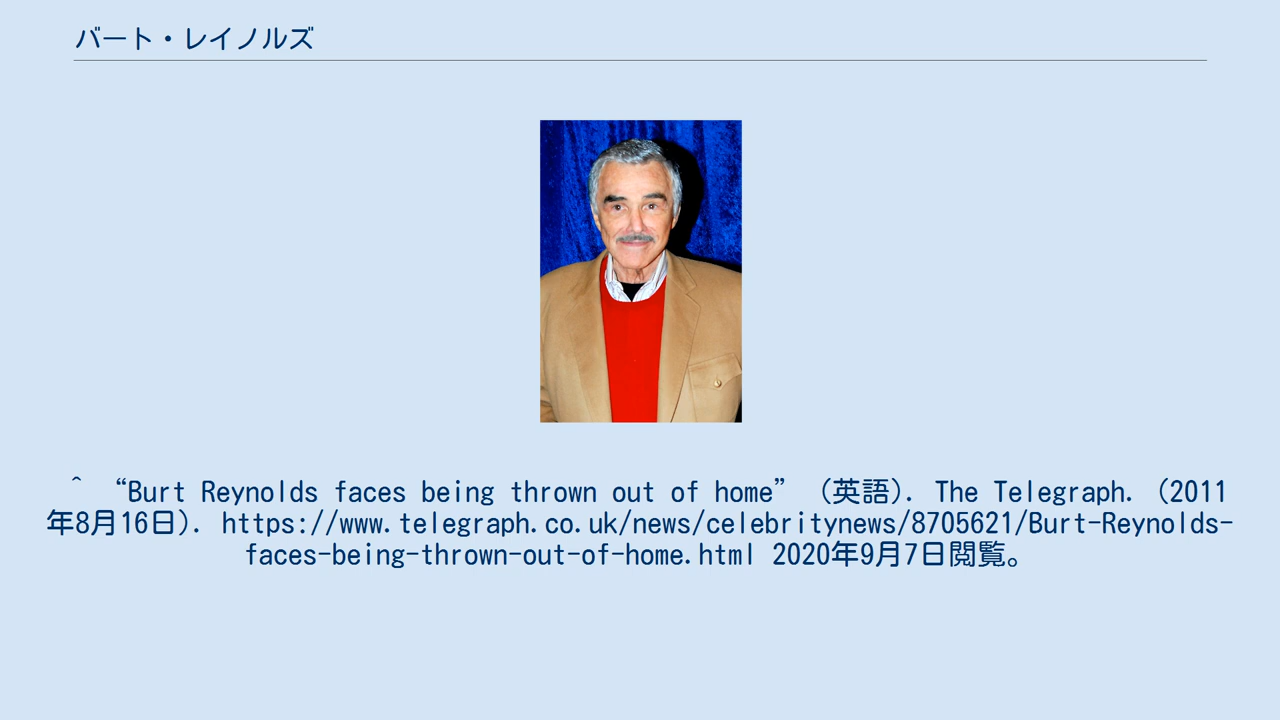 バート・レイノルズ
^ “Burt Reynolds faces being thrown out of home” (英語). The Telegraph. (2011
年8月16日). https://www.telegraph.co.uk/news/celebritynews/8705621/Burt-Reynolds-
faces-being-thrown-out-of-home.html 2020年9月7日閲覧。